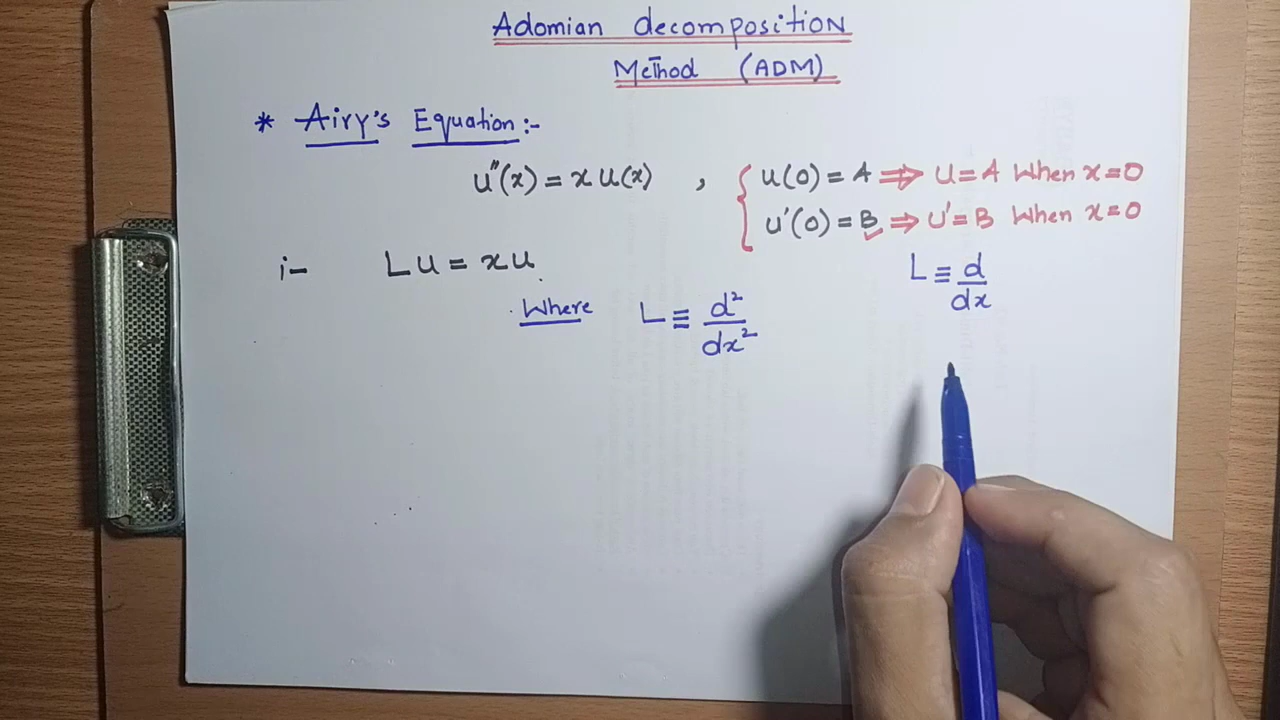 Adomian decomposition
Method (ADM)
* Airy's Equation:-
u''(x) = x u(x) , { u(0) = A ⇒ u = A When x = 0
u'(0) = B ⇒ u' = B When x = 0
:- Lu = xu. L ≡ d/dx
Where L ≡ d²/dx²